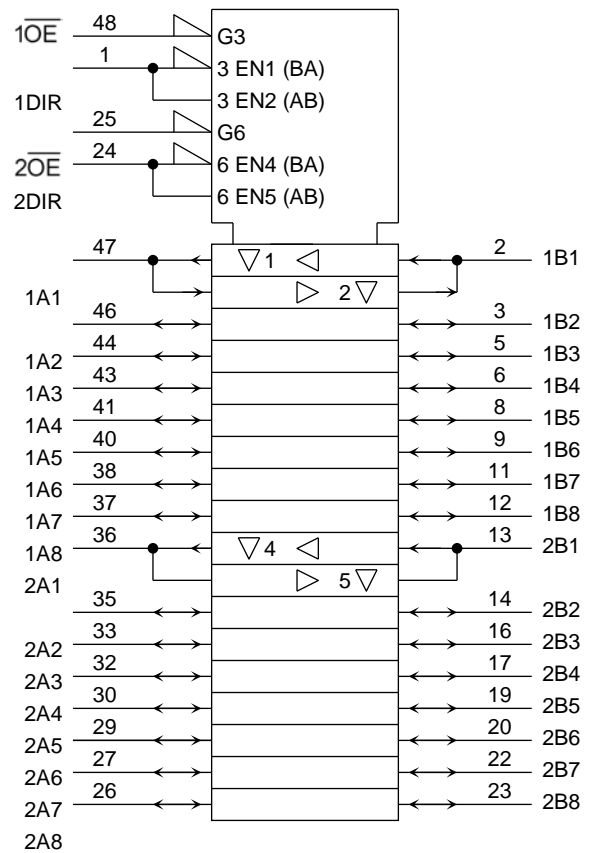 1OE 48 G3
1 3 EN1 (BA)
1DIR 3 EN2 (AB)
25 G6
2OE 24 6 EN4 (BA)
2DIR 6 EN5 (AB)
47 ▽1 ◁ 2 1B1
1A1 ▷ 2▽
46 3 1B2
1A2 44 5 1B3
1A3 43 6 1B4
1A4 41 8 1B5
1A5 40 9 1B6
1A6 38 11 1B7
1A7 37 12 1B8
1A8 36 ▽4 ◁ 13 2B1
2A1 ▷ 5▽
35 14 2B2
2A2 33 16 2B3
2A3 32 17 2B4
2A4 30 19 2B5
2A5 29 20 2B6
2A6 27 22 2B7
2A7 26 23 2B8
2A8